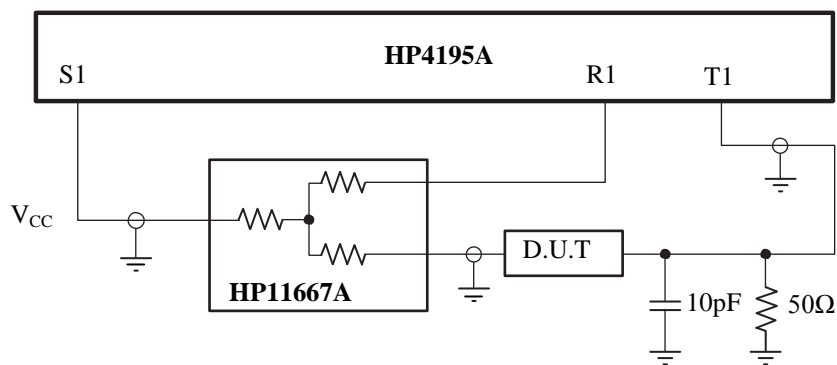 HP4195A
S1
R1
T1
V_CC
HP11667A
D.U.T
10pF
50Ω